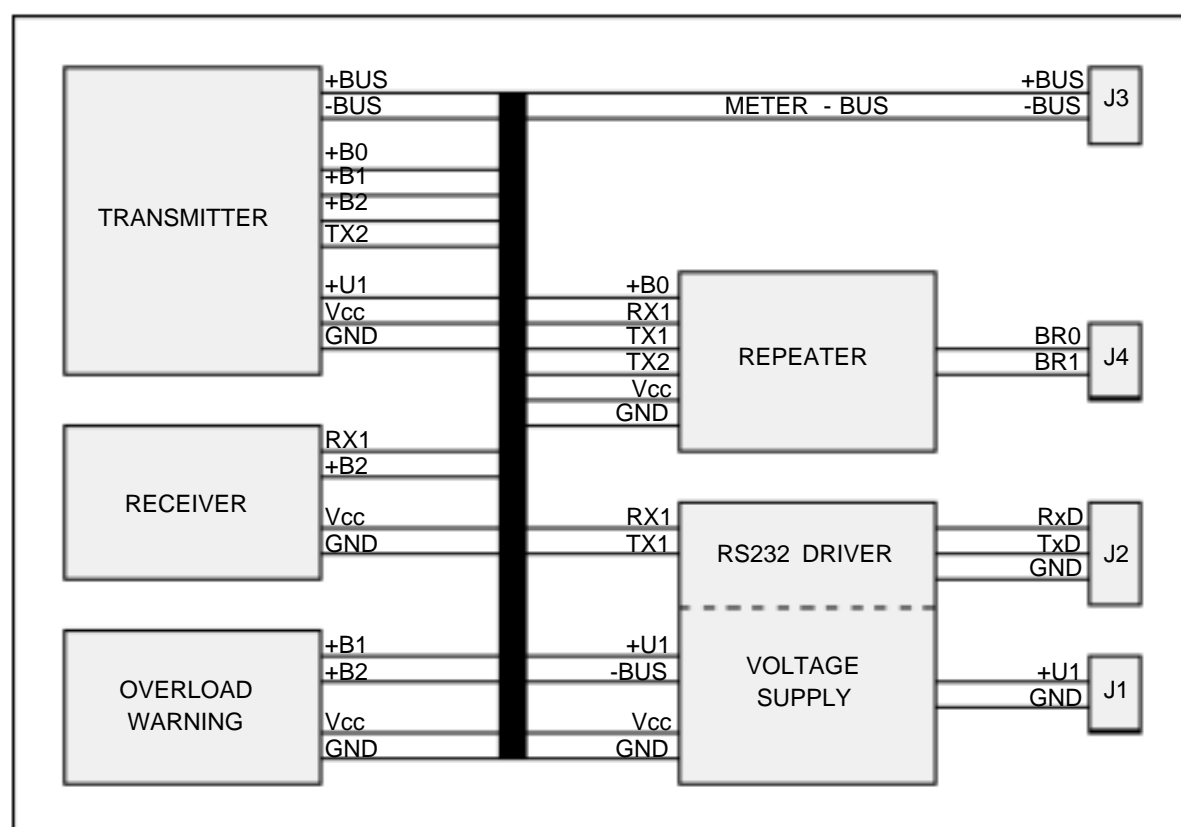 +BUS
-BUS
+B0
+B1
+B2
TX2
+U1
Vcc
GND
TRANSMITTER
METER - BUS
+BUS
-BUS
J3
+B0
RX1
TX1
TX2
Vcc
GND
REPEATER
BR0
BR1
J4
RX1
+B2
Vcc
GND
RECEIVER
RX1
TX1
RS232 DRIVER
RxD
TxD
GND
J2
+B1
+B2
Vcc
GND
OVERLOAD
WARNING
+U1
-BUS
Vcc
GND
VOLTAGE
SUPPLY
+U1
GND
J1